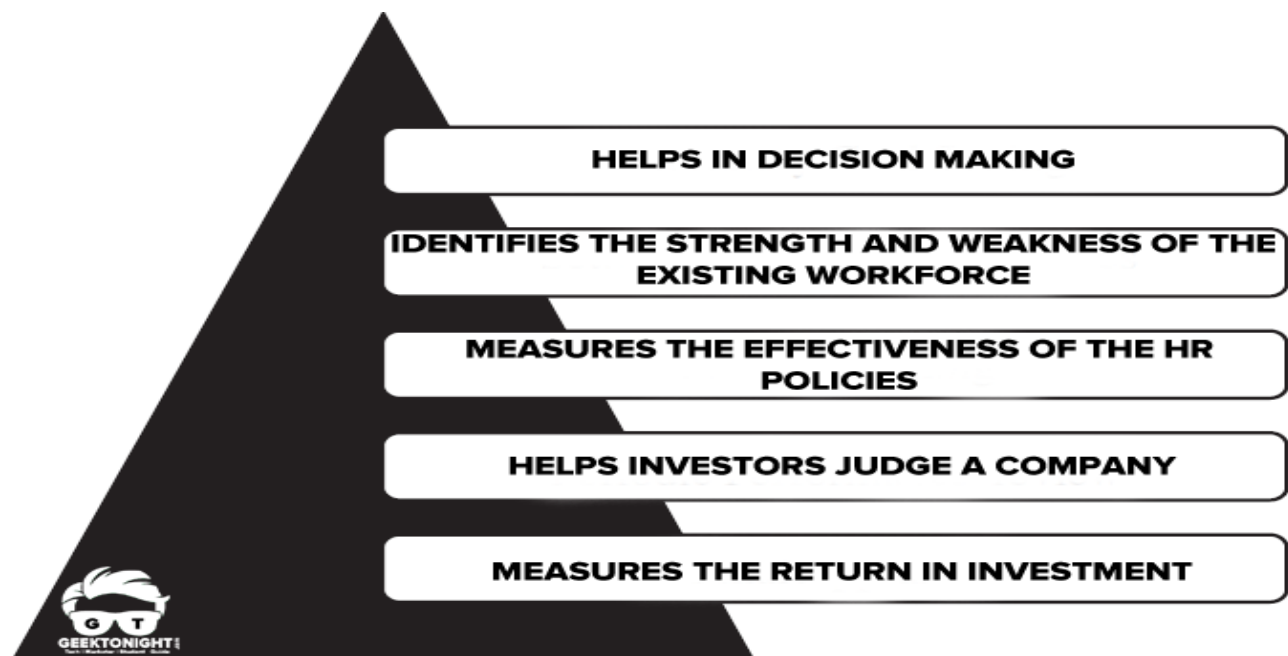 HELPS IN DECISION MAKING
IDENTIFIES THE STRENGTH AND WEAKNESS OF THE
EXISTING WORKFORCE
MEASURES THE EFFECTIVENESS OF THE HR
POLICIES
HELPS INVESTORS JUDGE A COMPANY
MEASURES THE RETURN IN INVESTMENT
G T
GEEKTONIGHT